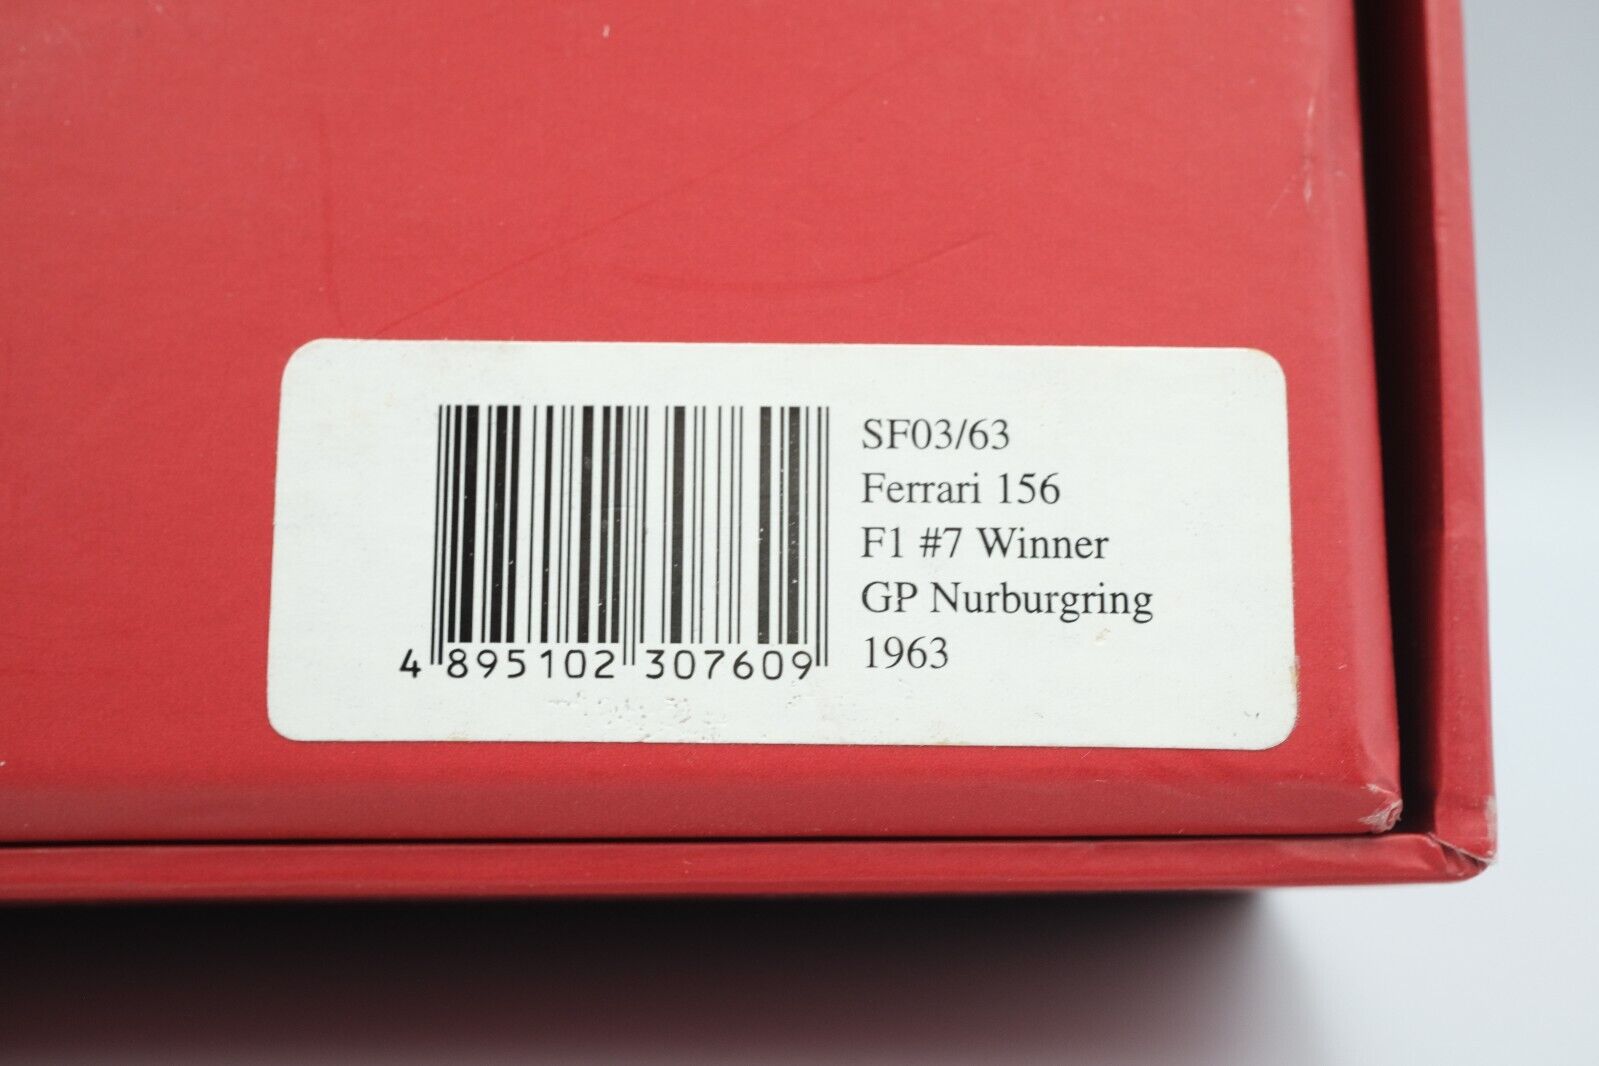 SF03/63
Ferrari 156
F1 #7 Winner
GP Nurburgring
1963
4 895102 307609